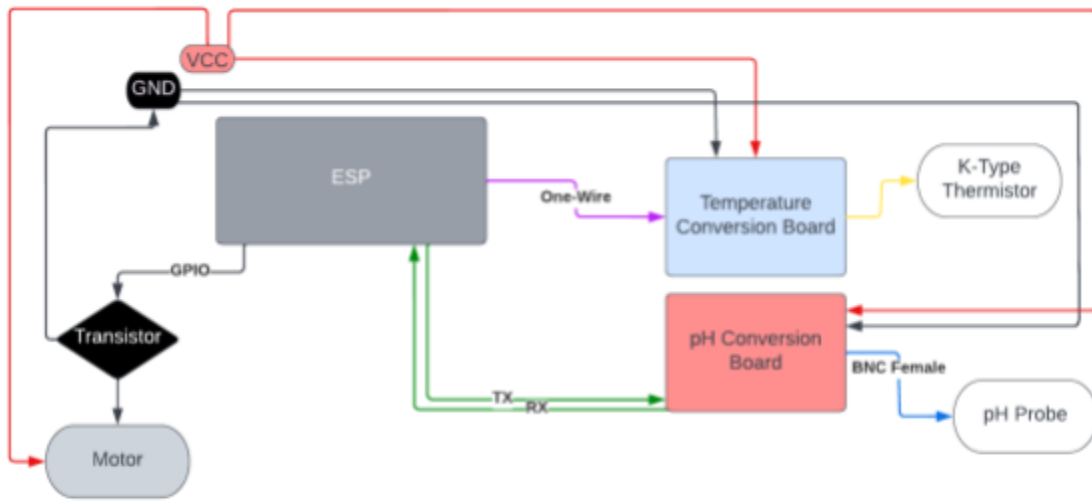 VCC
GND
ESP
K-Type
Thermistor
One-Wire
Temperature
Conversion Board
GPIO
Transistor
pH Conversion
Board
BNC Female
TX
RX
pH Probe
Motor